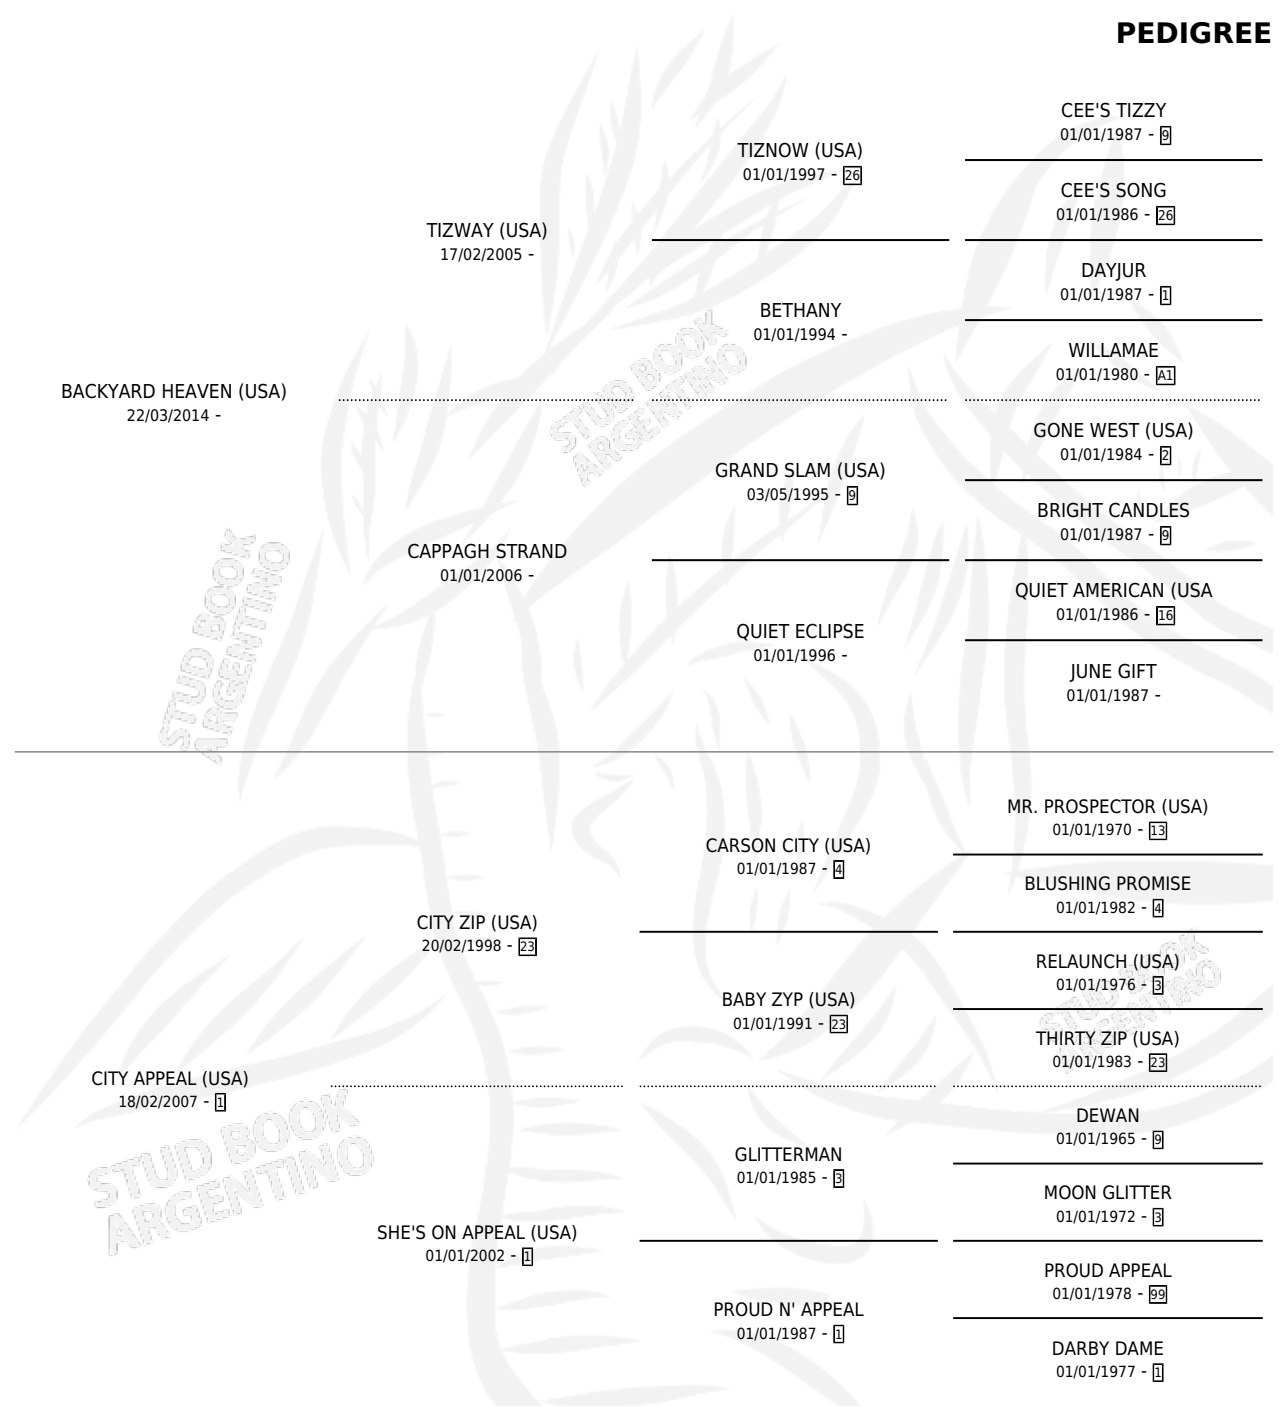 PEDIGREE
CEE'S TIZZY
01/01/1987 - 9
TIZNOW (USA)
01/01/1997 - 26
CEE'S SONG
01/01/1986 - 26
TIZWAY (USA)
17/02/2005 -
DAYJUR
01/01/1987 - 1
BETHANY
01/01/1994 -
WILLAMAE
01/01/1980 - A1
BACKYARD HEAVEN (USA)
22/03/2014 -
STUD BOOK
ARGENTINO
GONE WEST (USA)
01/01/1984 - 2
GRAND SLAM (USA)
03/05/1995 - 9
BRIGHT CANDLES
01/01/1987 - 9
CAPPAGH STRAND
01/01/2006 -
QUIET AMERICAN (USA
01/01/1986 - 16
QUIET ECLIPSE
01/01/1996 -
JUNE GIFT
01/01/1987 -
STUD BOOK
ARGENTINO
MR. PROSPECTOR (USA)
01/01/1970 - 13
CARSON CITY (USA)
01/01/1987 - 4
BLUSHING PROMISE
01/01/1982 - 4
CITY ZIP (USA)
20/02/1998 - 23
RELAUNCH (USA)
01/01/1976 - 3
BABY ZYP (USA)
01/01/1991 - 23
STUD BOOK
ARGENTINO
THIRTY ZIP (USA)
01/01/1983 - 23
CITY APPEAL (USA)
18/02/2007 - 1
STUD BOOK
ARGENTINO
DEWAN
01/01/1965 - 9
GLITTERMAN
01/01/1985 - 3
MOON GLITTER
01/01/1972 - 3
SHE'S ON APPEAL (USA)
01/01/2002 - 1
PROUD APPEAL
01/01/1978 - 99
PROUD N' APPEAL
01/01/1987 - 1
DARBY DAME
01/01/1977 - 1